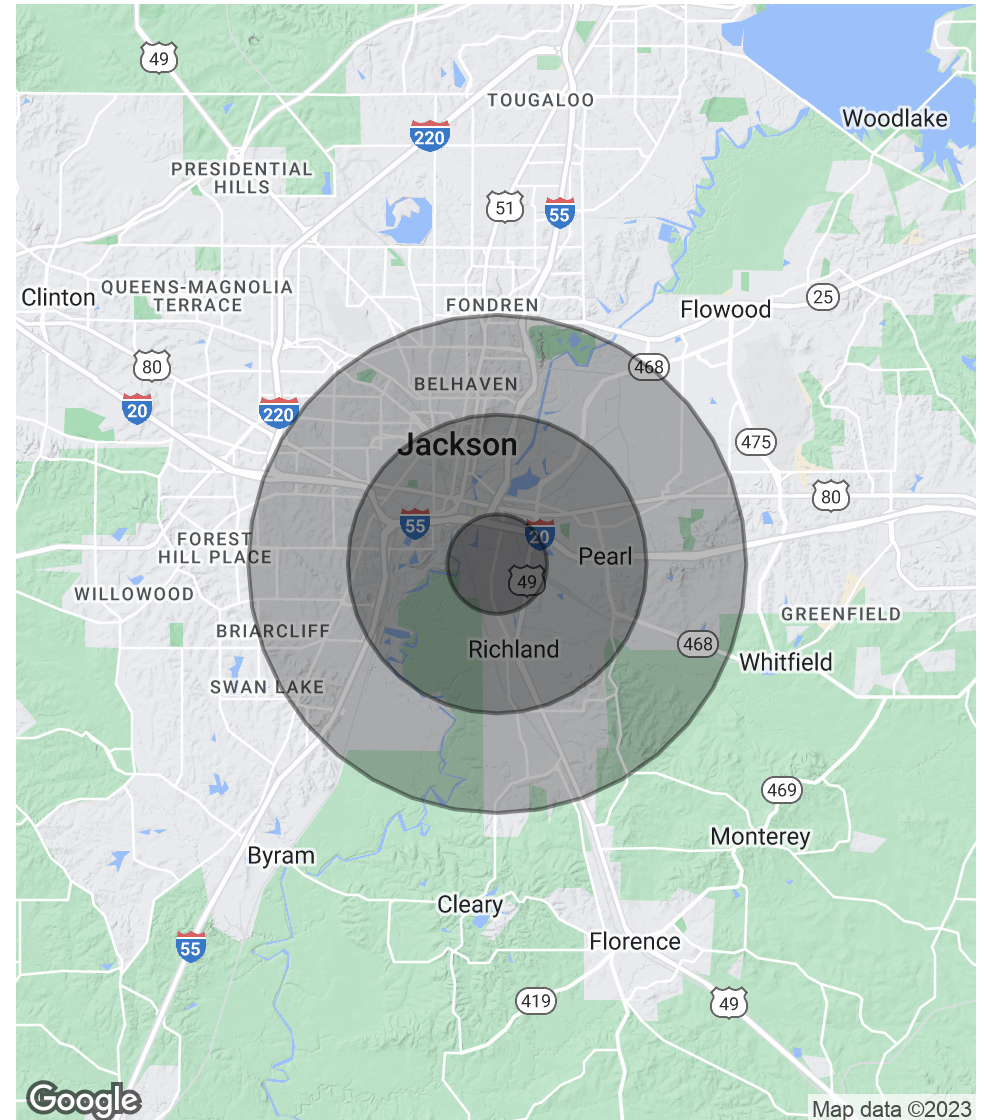 49
TOUGALOO
Woodlake
220
PRESIDENTIAL
HILLS
51
55
QUEENS-MAGNOLIA
TERRACE
Clinton
FONDREN
25
Flowood
80
468
BELHAVEN
20
220
Jackson
475
80
55
20
FOREST
HILL PLACE
Pearl
49
WILLOWOOD
GREENFIELD
BRIARCLIFF
Richland
468
Whitfield
SWAN LAKE
469
Monterey
Byram
Cleary
Florence
55
419
49
Google
Map data ©2023